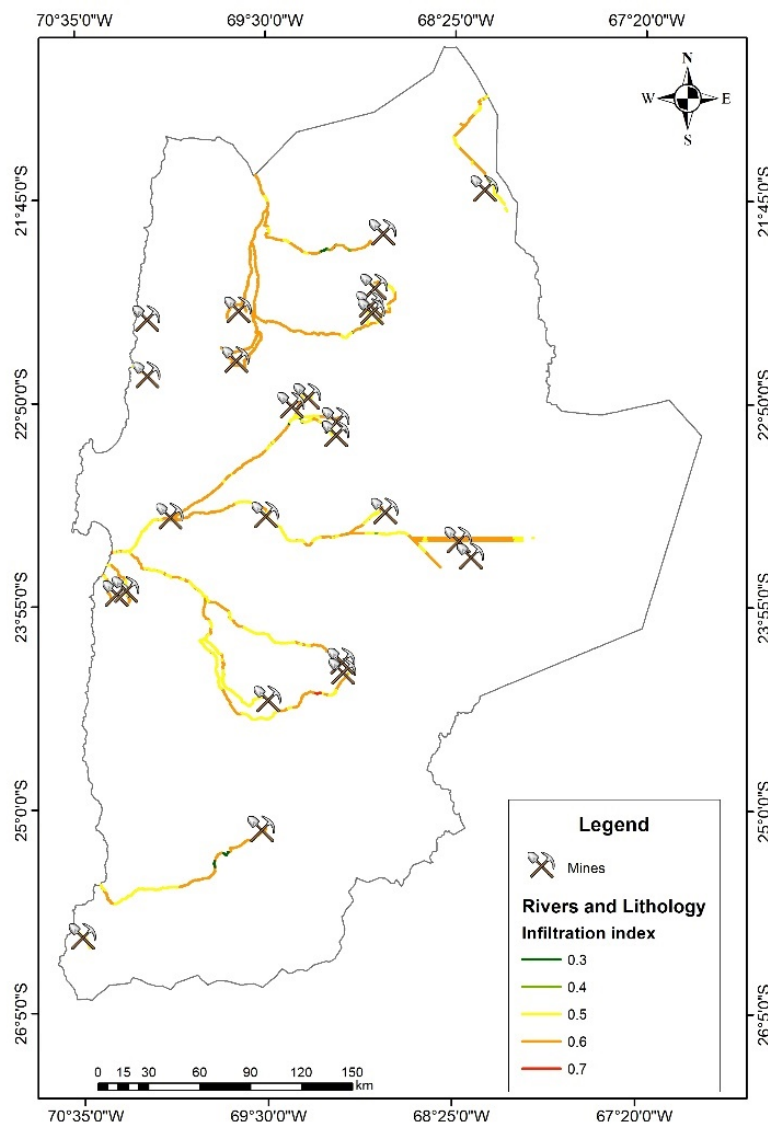 70°35'0"W 69°30'0"W 68°25'0"W 67°20'0"W
N
W E
S
21°45'0"S 21°45'0"S
22°50'0"S 22°50'0"S
23°55'0"S 23°55'0"S
25°0'0"S 25°0'0"S
26°5'0"S 26°5'0"S
Legend
Mines
Rivers and Lithology
Infiltration index
0.3
0.4
0.5
0.6
0.7
0 15 30 60 90 120 150
km
70°35'0"W 69°30'0"W 68°25'0"W 67°20'0"W